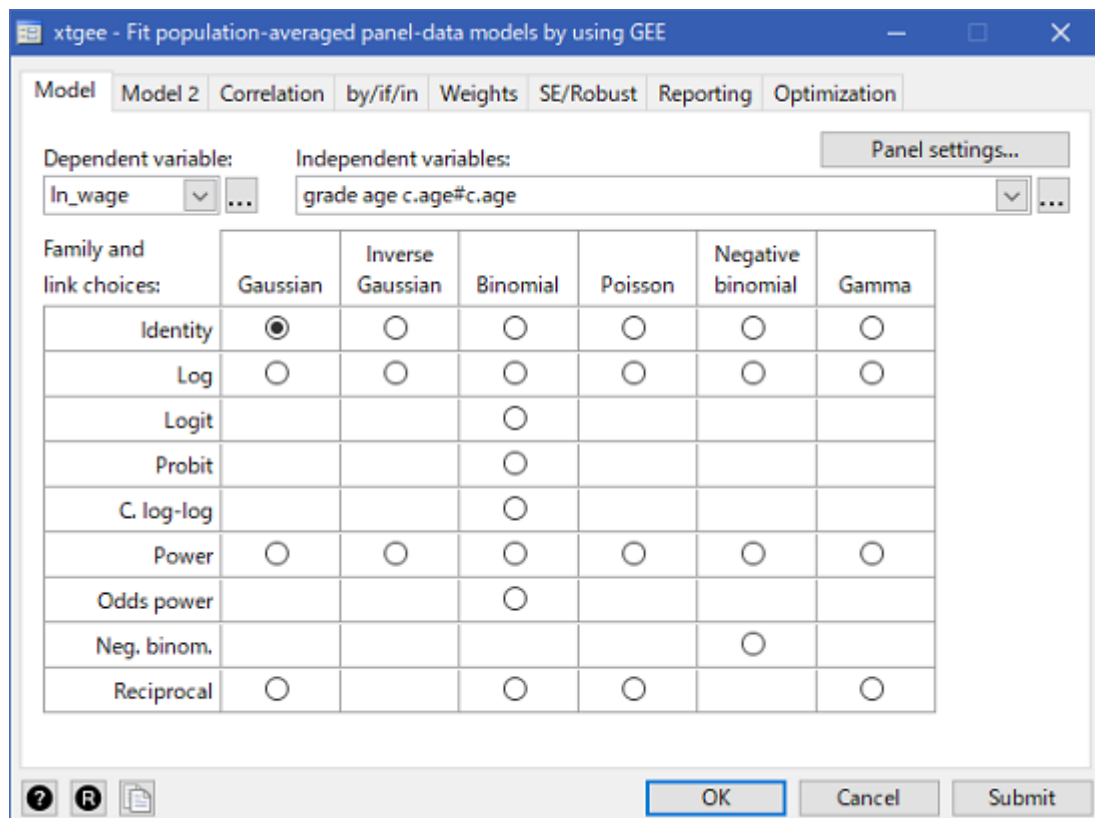 xtgee - Fit population-averaged panel-data models by using GEE
Model Model 2 Correlation by/if/in Weights SE/Robust Reporting Optimization
Panel settings...
Dependent variable: Independent variables:
ln_wage ... grade age c.age#c.age ...
Family and
link choices:
Gaussian
Inverse
Gaussian
Binomial
Poisson
Negative
binomial
Gamma
Identity
Log
Logit
Probit
C. log-log
Power
Odds power
Neg. binom.
Reciprocal
? R OK Cancel Submit